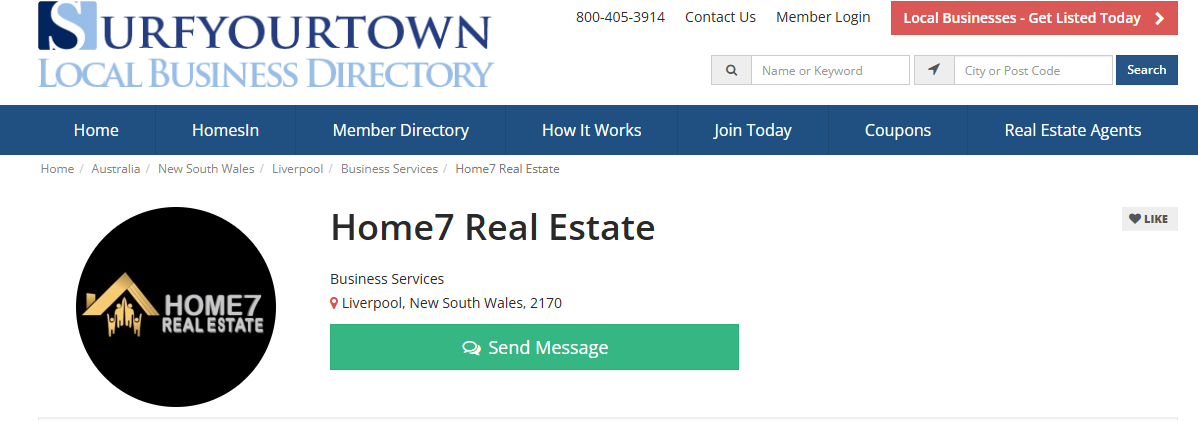 SURFYOURTOWN
LOCAL BUSINESS DIRECTORY
800-405-3914 Contact Us Member Login Local Businesses - Get Listed Today
Name or Keyword City or Post Code Search
Home HomesIn Member Directory How It Works Join Today Coupons Real Estate Agents
Home / Australia / New South Wales / Liverpool / Business Services / Home7 Real Estate
HOME7
REAL ESTATE
Home7 Real Estate
LIKE
Business Services
Liverpool, New South Wales, 2170
Send Message